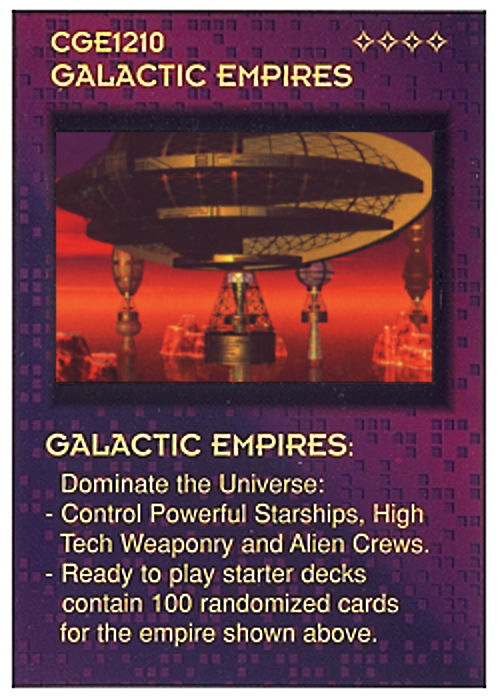 CGE1210
GALACTIC EMPIRES
GALACTIC EMPIRES:
Dominate the Universe:
- Control Powerful Starships, High
Tech Weaponry and Alien Crews.
- Ready to play starter decks
contain 100 randomized cards
for the empire shown above.